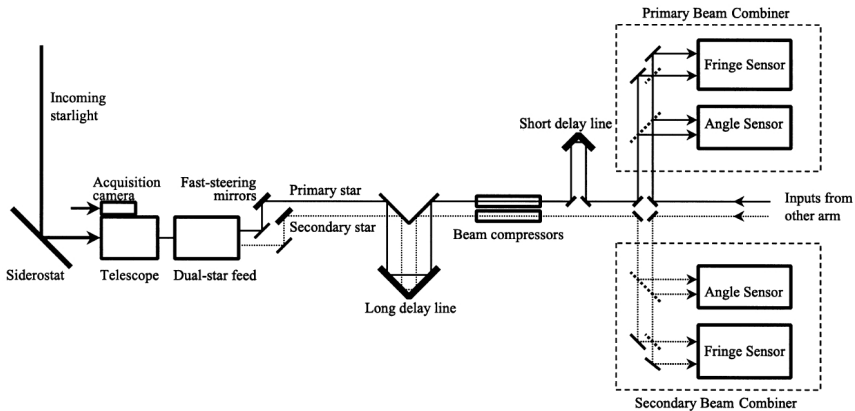 Primary Beam Combiner
Incoming
starlight
Fringe Sensor
Short delay line
Angle Sensor
Acquisition
camera
Fast-steering
mirrors
Primary star
Secondary star
Inputs from
other arm
Beam compressors
Siderostat
Telescope
Dual-star feed
Long delay line
Angle Sensor
Fringe Sensor
Secondary Beam Combiner